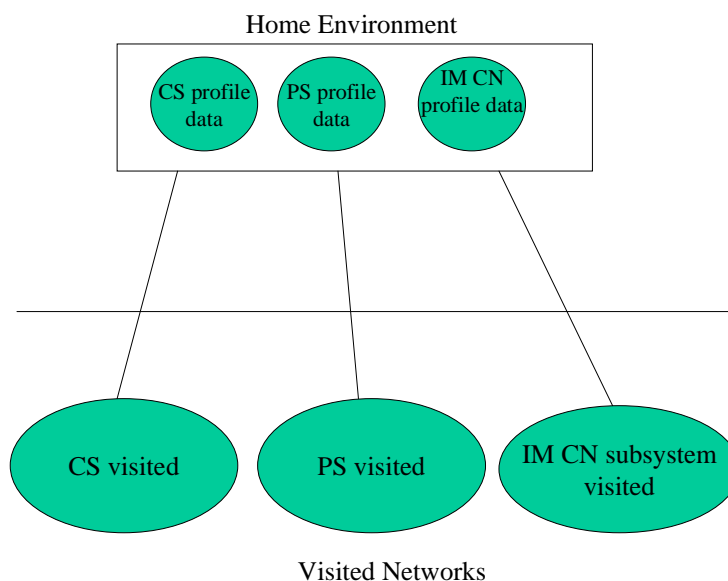 Home Environment
CS profile
data
PS profile
data
IM CN
profile data
CS visited
PS visited
IM CN subsystem
visited
Visited Networks